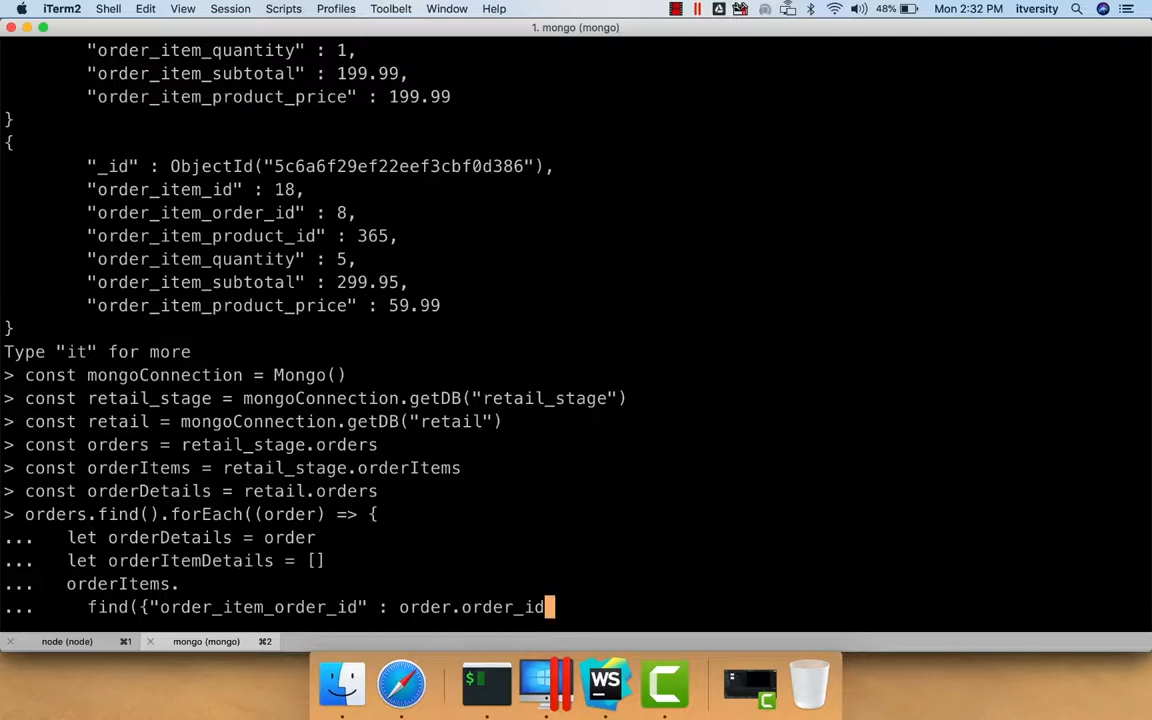 iTerm2 Shell Edit View Session Scripts Profiles Toolbelt Window Help 48% Mon 2:32 PM itversity
1. mongo (mongo)
"order_item_quantity" : 1,
"order_item_subtotal" : 199.99,
"order_item_product_price" : 199.99
}
{
"_id" : ObjectId("5c6a6f29ef22eef3cbf0d386"),
"order_item_id" : 18,
"order_item_order_id" : 8,
"order_item_product_id" : 365,
"order_item_quantity" : 5,
"order_item_subtotal" : 299.95,
"order_item_product_price" : 59.99
}
Type "it" for more
> const mongoConnection = Mongo()
> const retail_stage = mongoConnection.getDB("retail_stage")
> const retail = mongoConnection.getDB("retail")
> const orders = retail_stage.orders
> const orderItems = retail_stage.orderItems
> const orderDetails = retail.orders
> orders.find().forEach((order) => {
... let orderDetails = order
... let orderItemDetails = []
... orderItems.
... find({"order_item_order_id" : order.order_id
node (node) ⌘1 mongo (mongo) ⌘2
$ WS C